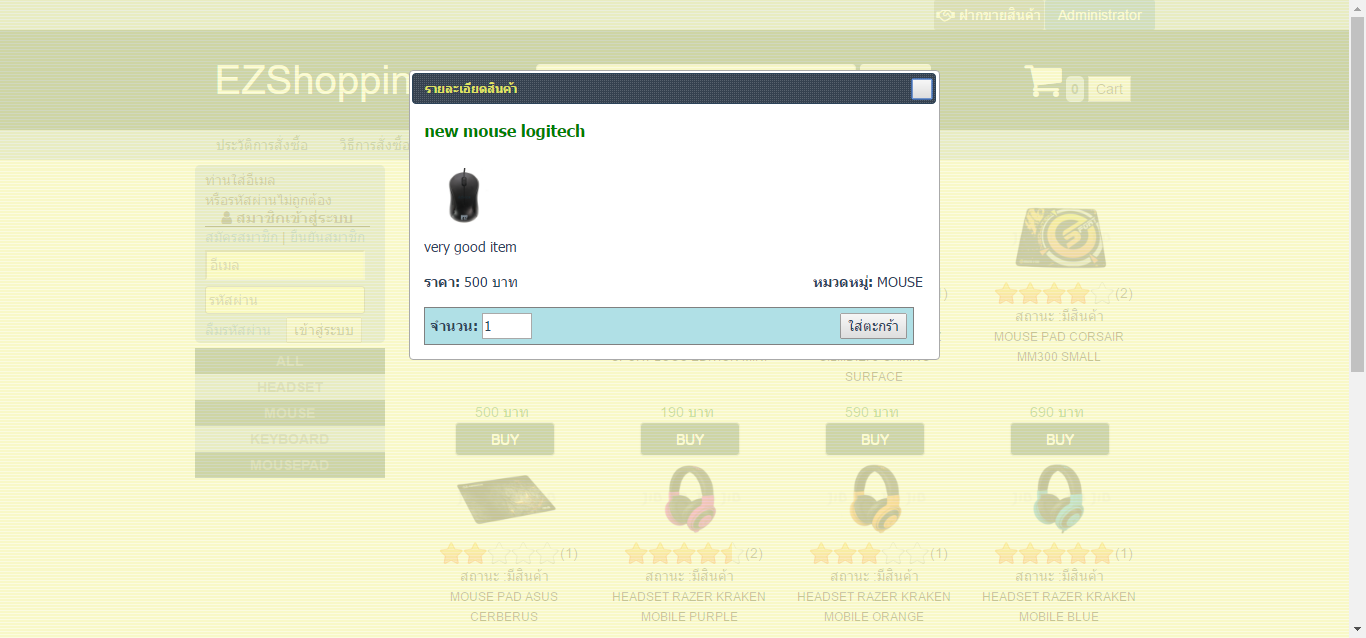 ฝากขายสินค้า Administrator
EZShoppin
0 Cart
ประวัติการสั่งซื้อ วิธีการสั่งซื้อ
รายละเอียดสินค้า
new mouse logitech
very good item
ราคา: 500 บาท หมวดหมู่: MOUSE
จำนวน: 1 ใส่ตะกร้า
ท่านใส่อีเมล
หรือรหัสผ่านไม่ถูกต้อง
สมาชิกเข้าสู่ระบบ
สมัครสมาชิก | ยืนยันสมาชิก
อีเมล
รหัสผ่าน
ลืมรหัสผ่าน เข้าสู่ระบบ
ALL
HEADSET
MOUSE
KEYBOARD
MOUSEPAD
(2)
สถานะ :มีสินค้า
MOUSE PAD CORSAIR
MM300 SMALL
SURFACE
500 บาท 190 บาท 590 บาท 690 บาท
BUY BUY BUY BUY
(1) (2) (1) (1)
สถานะ :มีสินค้า สถานะ :มีสินค้า สถานะ :มีสินค้า สถานะ :มีสินค้า
MOUSE PAD ASUS HEADSET RAZER KRAKEN HEADSET RAZER KRAKEN HEADSET RAZER KRAKEN
CERBERUS MOBILE PURPLE MOBILE ORANGE MOBILE BLUE